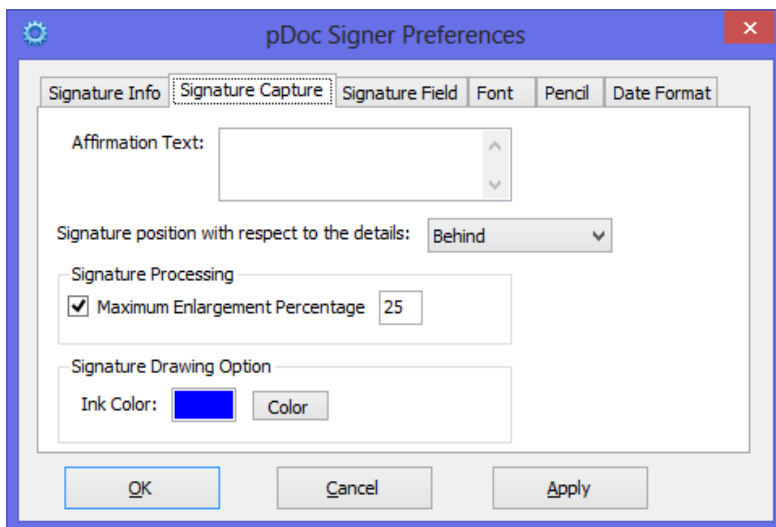 pDoc Signer Preferences
Signature Info Signature Capture Signature Field Font Pencil Date Format
Affirmation Text:
Signature position with respect to the details: Behind
Signature Processing
Maximum Enlargement Percentage 25
Signature Drawing Option
Ink Color: Color
OK Cancel Apply